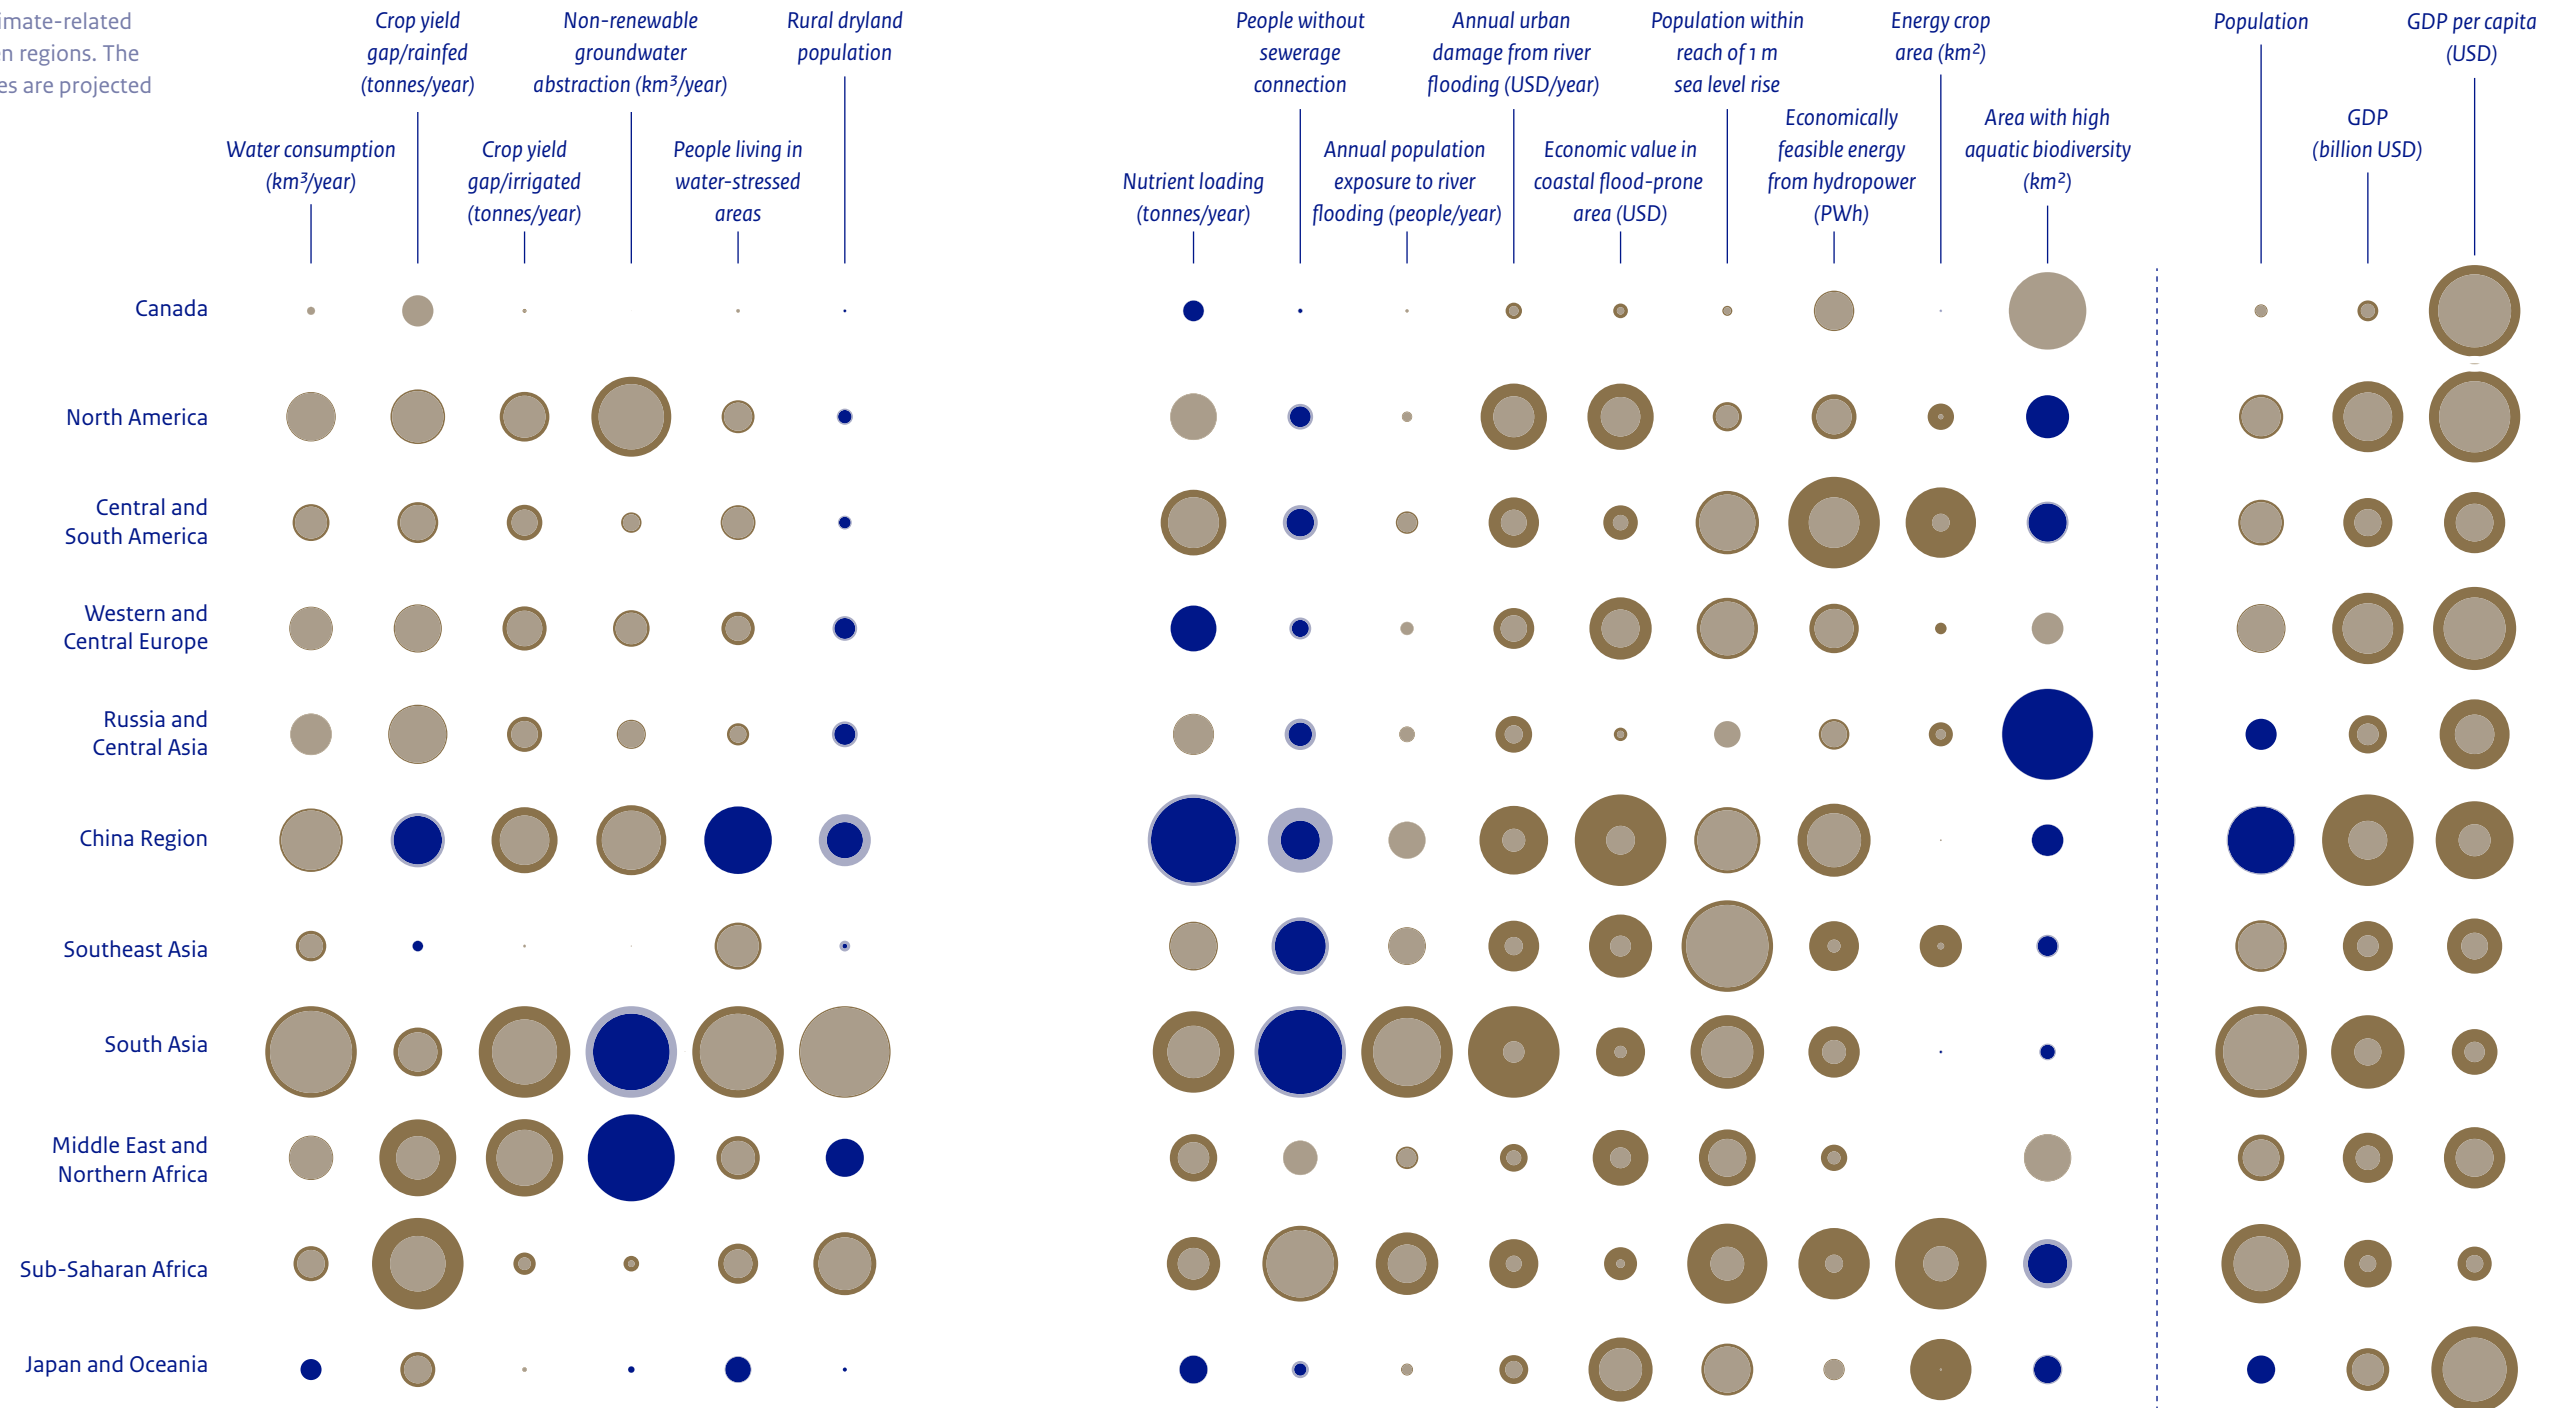 imate-related
n regions. The
es are projected
Crop yield
gap/rainfed
(tonnes/year)
Non-renewable
groundwater
abstraction (km³/year)
Rural dryland
population
Water consumption
(km³/year)
Crop yield
gap/irrigated
(tonnes/year)
People living in
water-stressed
areas
People without
sewerage
connection
Annual urban
damage from river
flooding (USD/year)
Population within
reach of 1 m
sea level rise
Energy crop
area (km²)
Nutrient loading
(tonnes/year)
Annual population
exposure to river
flooding (people/year)
Economic value in
coastal flood-prone
area (USD)
Economically
feasible energy
from hydropower
(PWh)
Area with high
aquatic biodiversity
(km²)
Population
GDP per capita
(USD)
GDP
(billion USD)
Canada
North America
Central and
South America
Western and
Central Europe
Russia and
Central Asia
China Region
Southeast Asia
South Asia
Middle East and
Northern Africa
Sub-Saharan Africa
Japan and Oceania